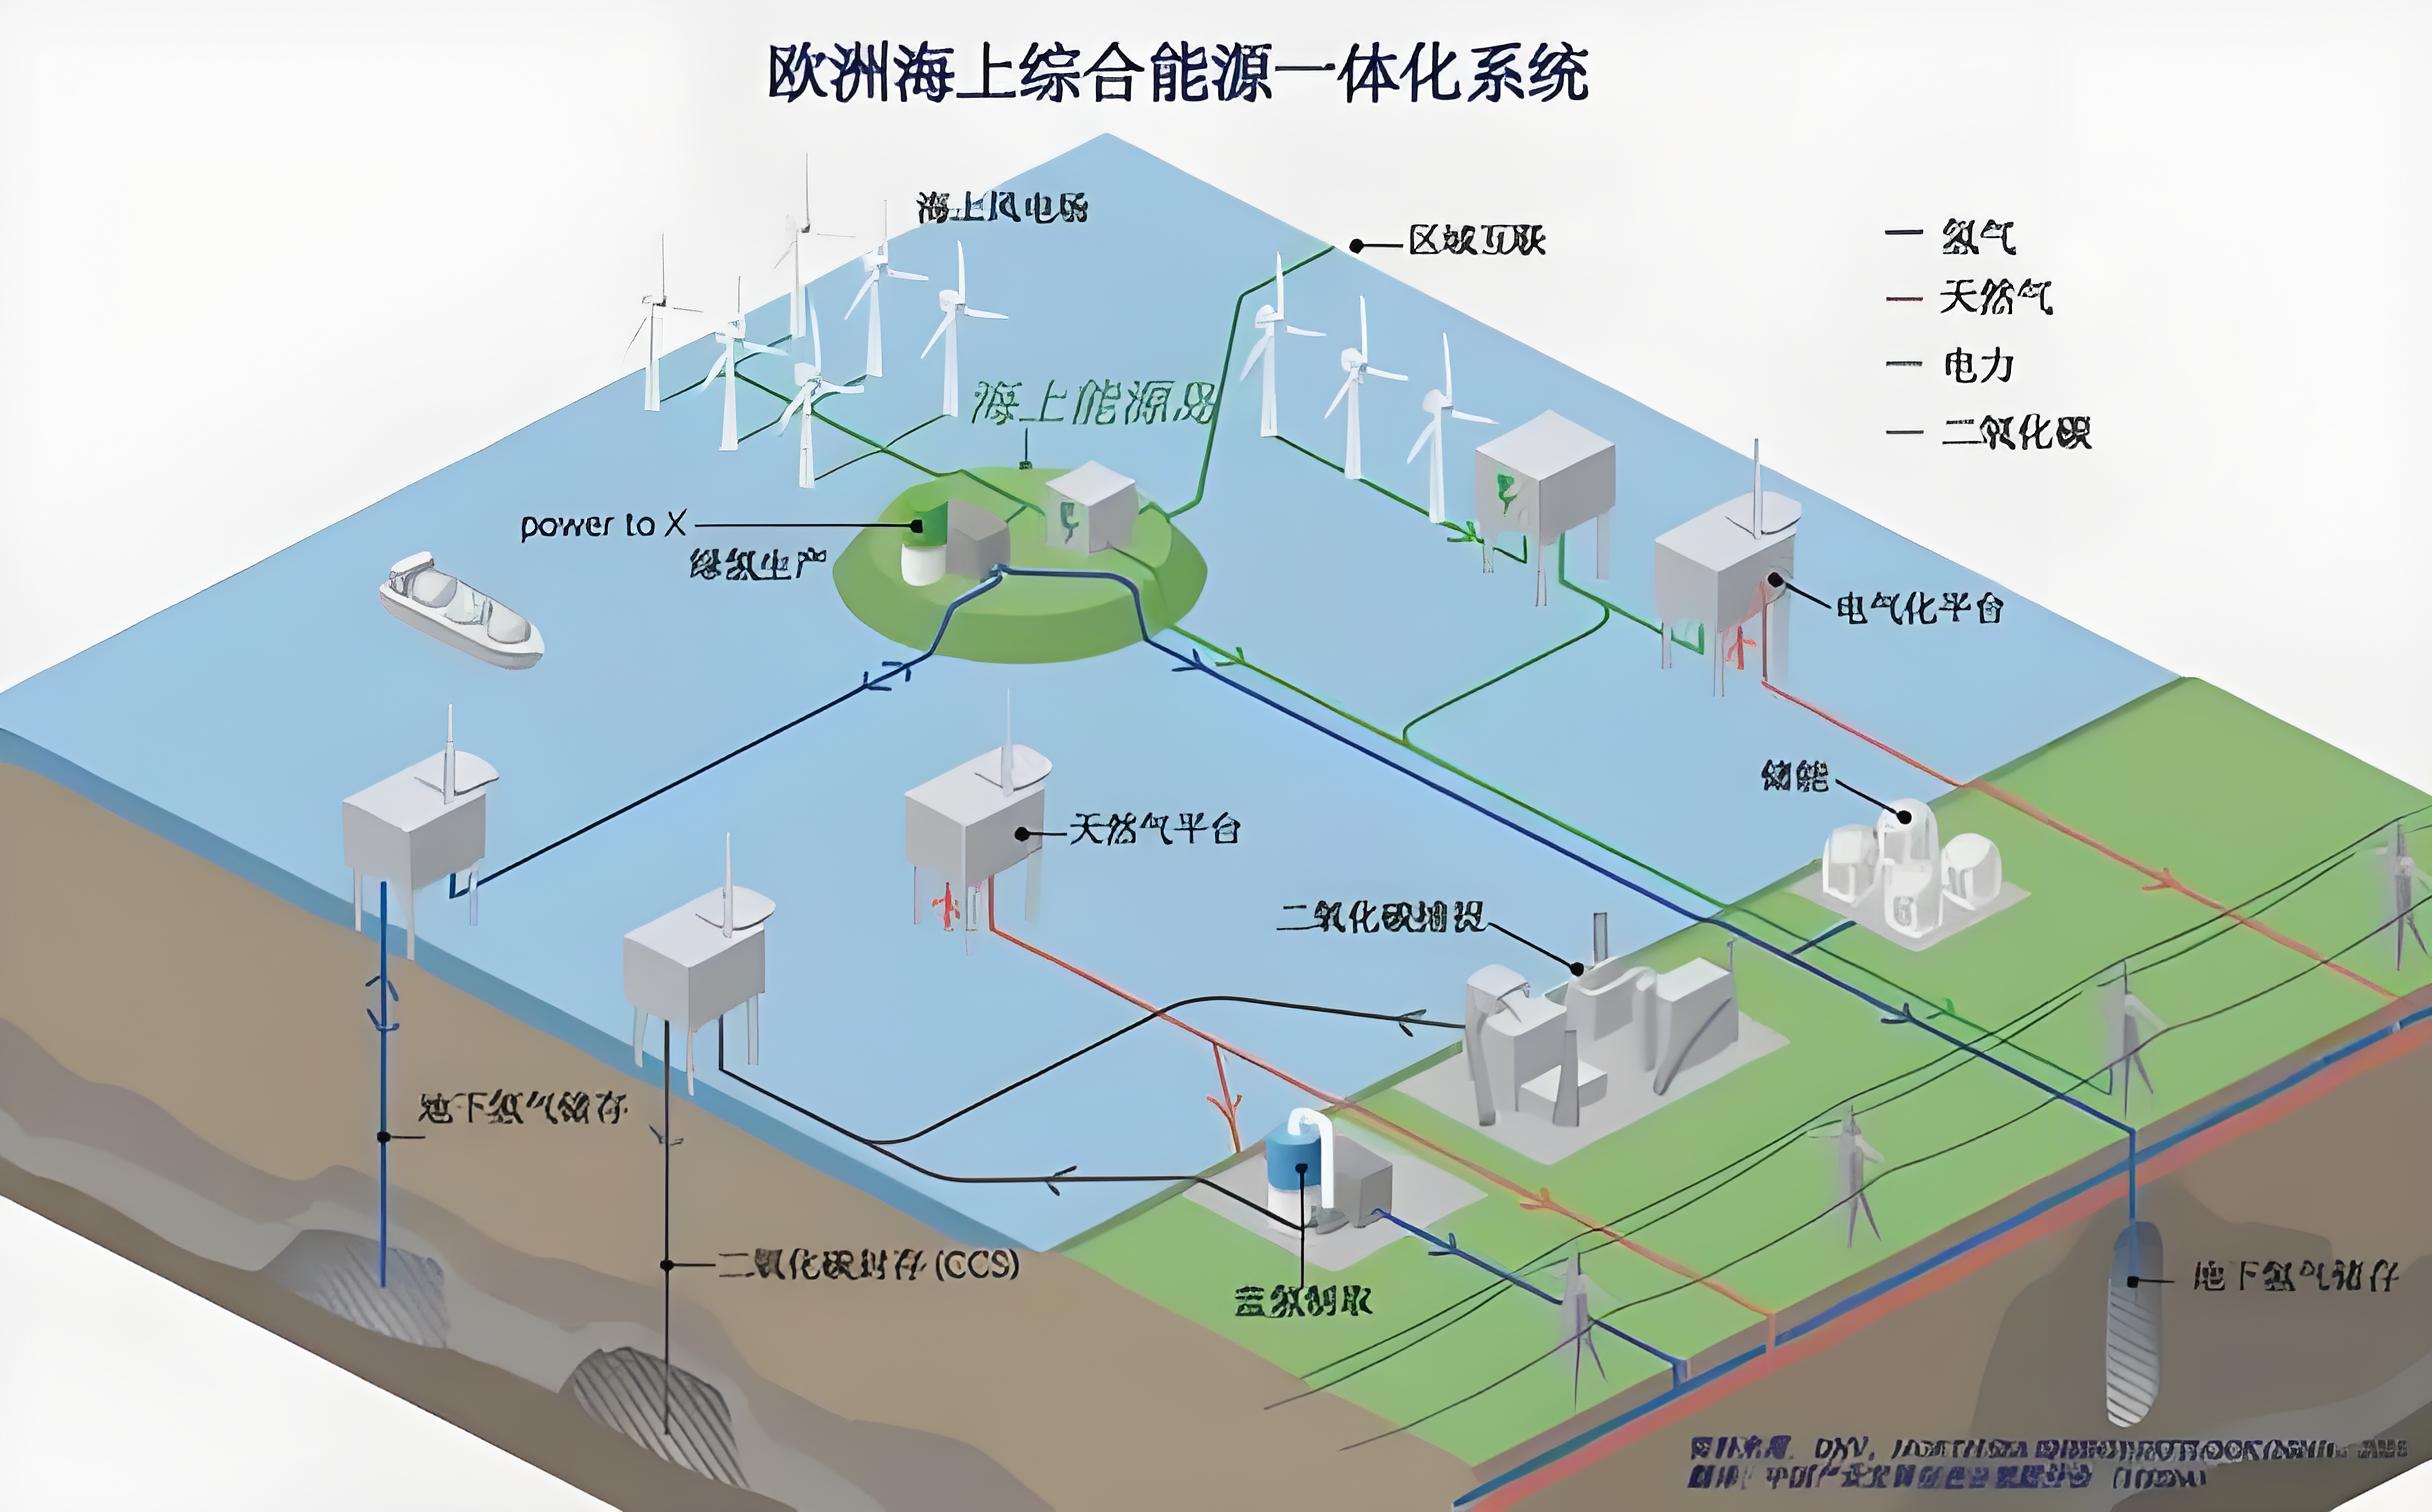 欧洲海上综合能源一体化系统
海上风电场
区域互联
氢气
天然气
电力
二氧化碳
海上能源岛
power to X
绿氢生产
电气化平台
储能
天然气平台
二氧化碳捕捉
地下氢气储存
二氧化碳封存 (CCS)
蓝氢制取
地下氢气储存
资料来源: DNV,